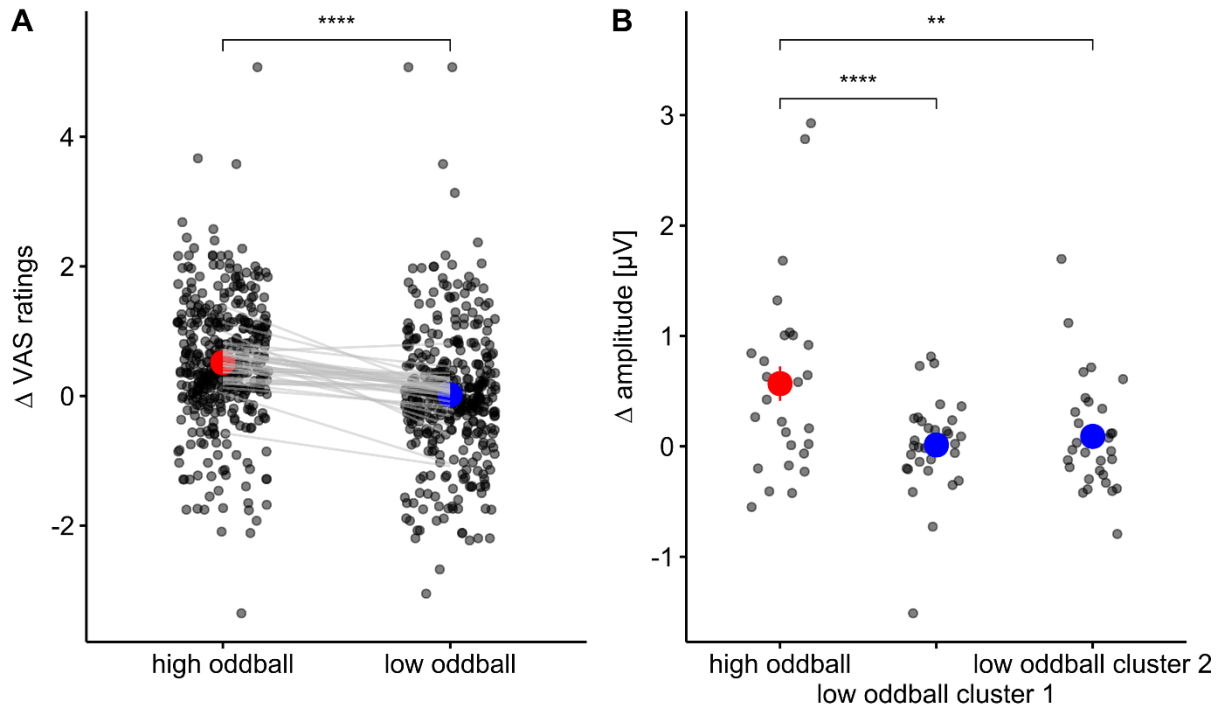 A
****
4
2
0
-2
Δ VAS ratings
high oddball
low oddball
B
**
****
3
2
1
0
-1
Δ amplitude [µV]
high oddball
low oddball cluster 2
low oddball cluster 1